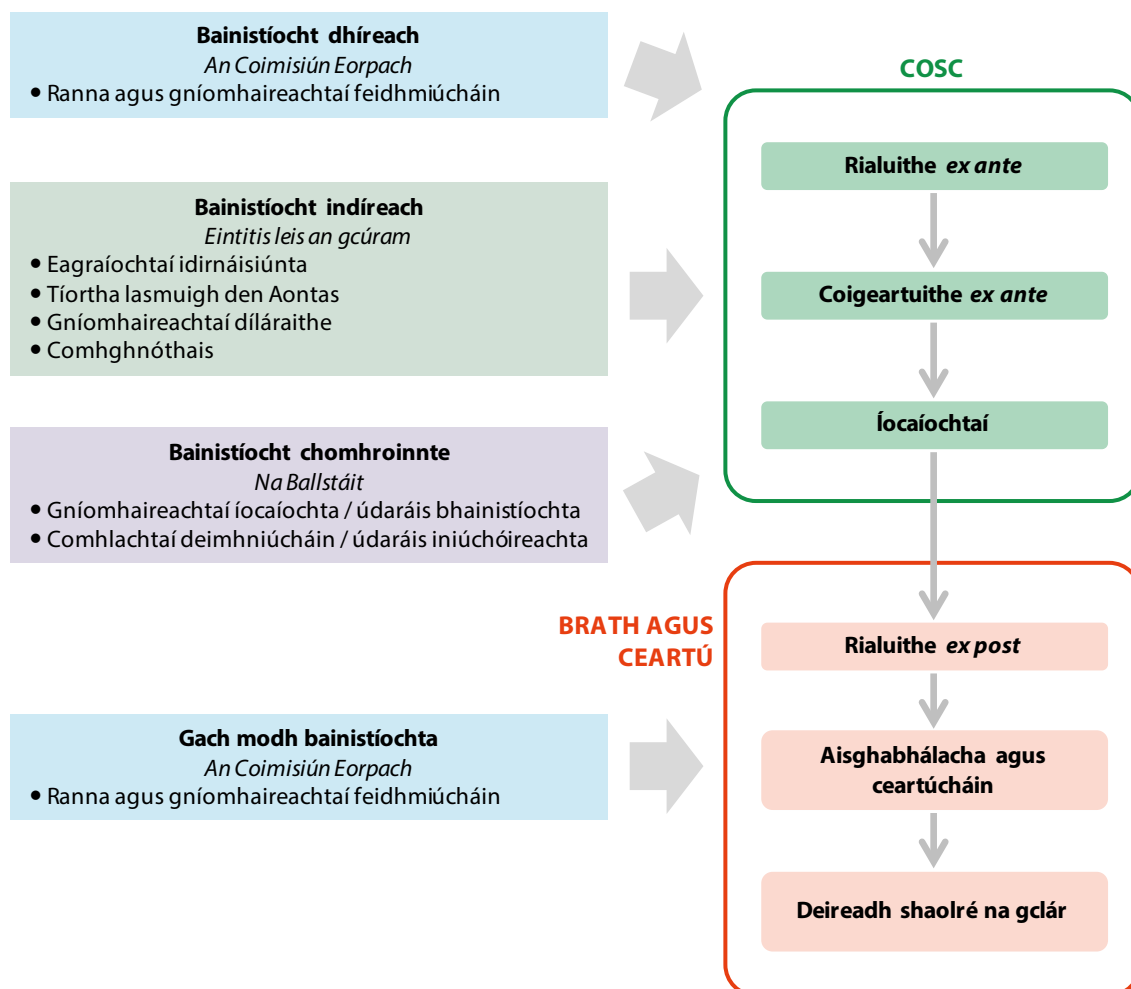 Bainistíocht dhíreach
An Coimisiún Eorpach
• Ranna agus gníomhaireachtaí feidhmiúcháin
Bainistíocht indíreach
Eintitis leis an gcúram
• Eagraíochtaí idirnáisiúnta
• Tíortha lasmuigh den Aontas
• Gníomhaireachtaí díláraithe
• Comhghnóthais
Bainistíocht chomhroinnte
Na Ballstáit
• Gníomhaireachtaí íocaíochta / údaráis bhainistíochta
• Comhlachtaí deimhniúcháin / údaráis iniúchóireachta
Gach modh bainistíochta
An Coimisiún Eorpach
• Ranna agus gníomhaireachtaí feidhmiúcháin
COSC
Rialuithe ex ante
Coigeartuithe ex ante
Íocaíochtaí
BRATH AGUS
CEARTÚ
Rialuithe ex post
Aisghabhálacha agus
ceartúcháin
Deireadh shaolré na gclár